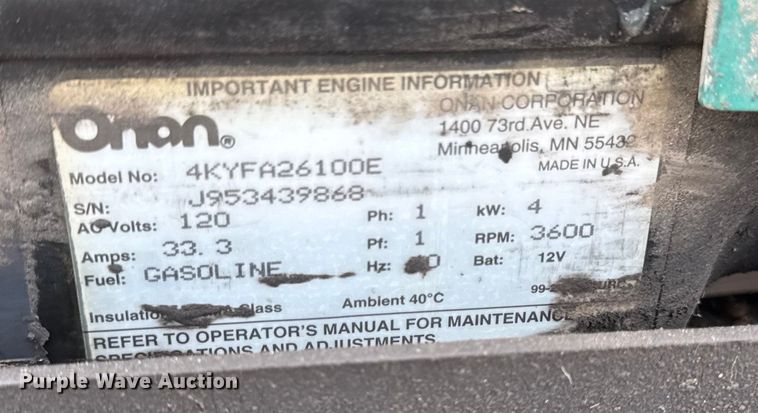 IMPORTANT ENGINE INFORMATION
Onan®
ONAN CORPORATION
1400 73rd.Ave. NE
Minneapolis, MN 55432
MADE IN U.S.A.
Model No: 4KYFA26100E
S/N: J953439868
AC Volts: 120 Ph: 1 kW: 4
Amps: 33.3 Pf: 1 RPM: 3600
Fuel: GASOLINE Hz: Bat: 12V
Insulation Class Ambient 40°C
REFER TO OPERATOR'S MANUAL FOR MAINTENANCE
SPECIFICATIONS AND ADJUSTMENTS
Purple Wave Auction